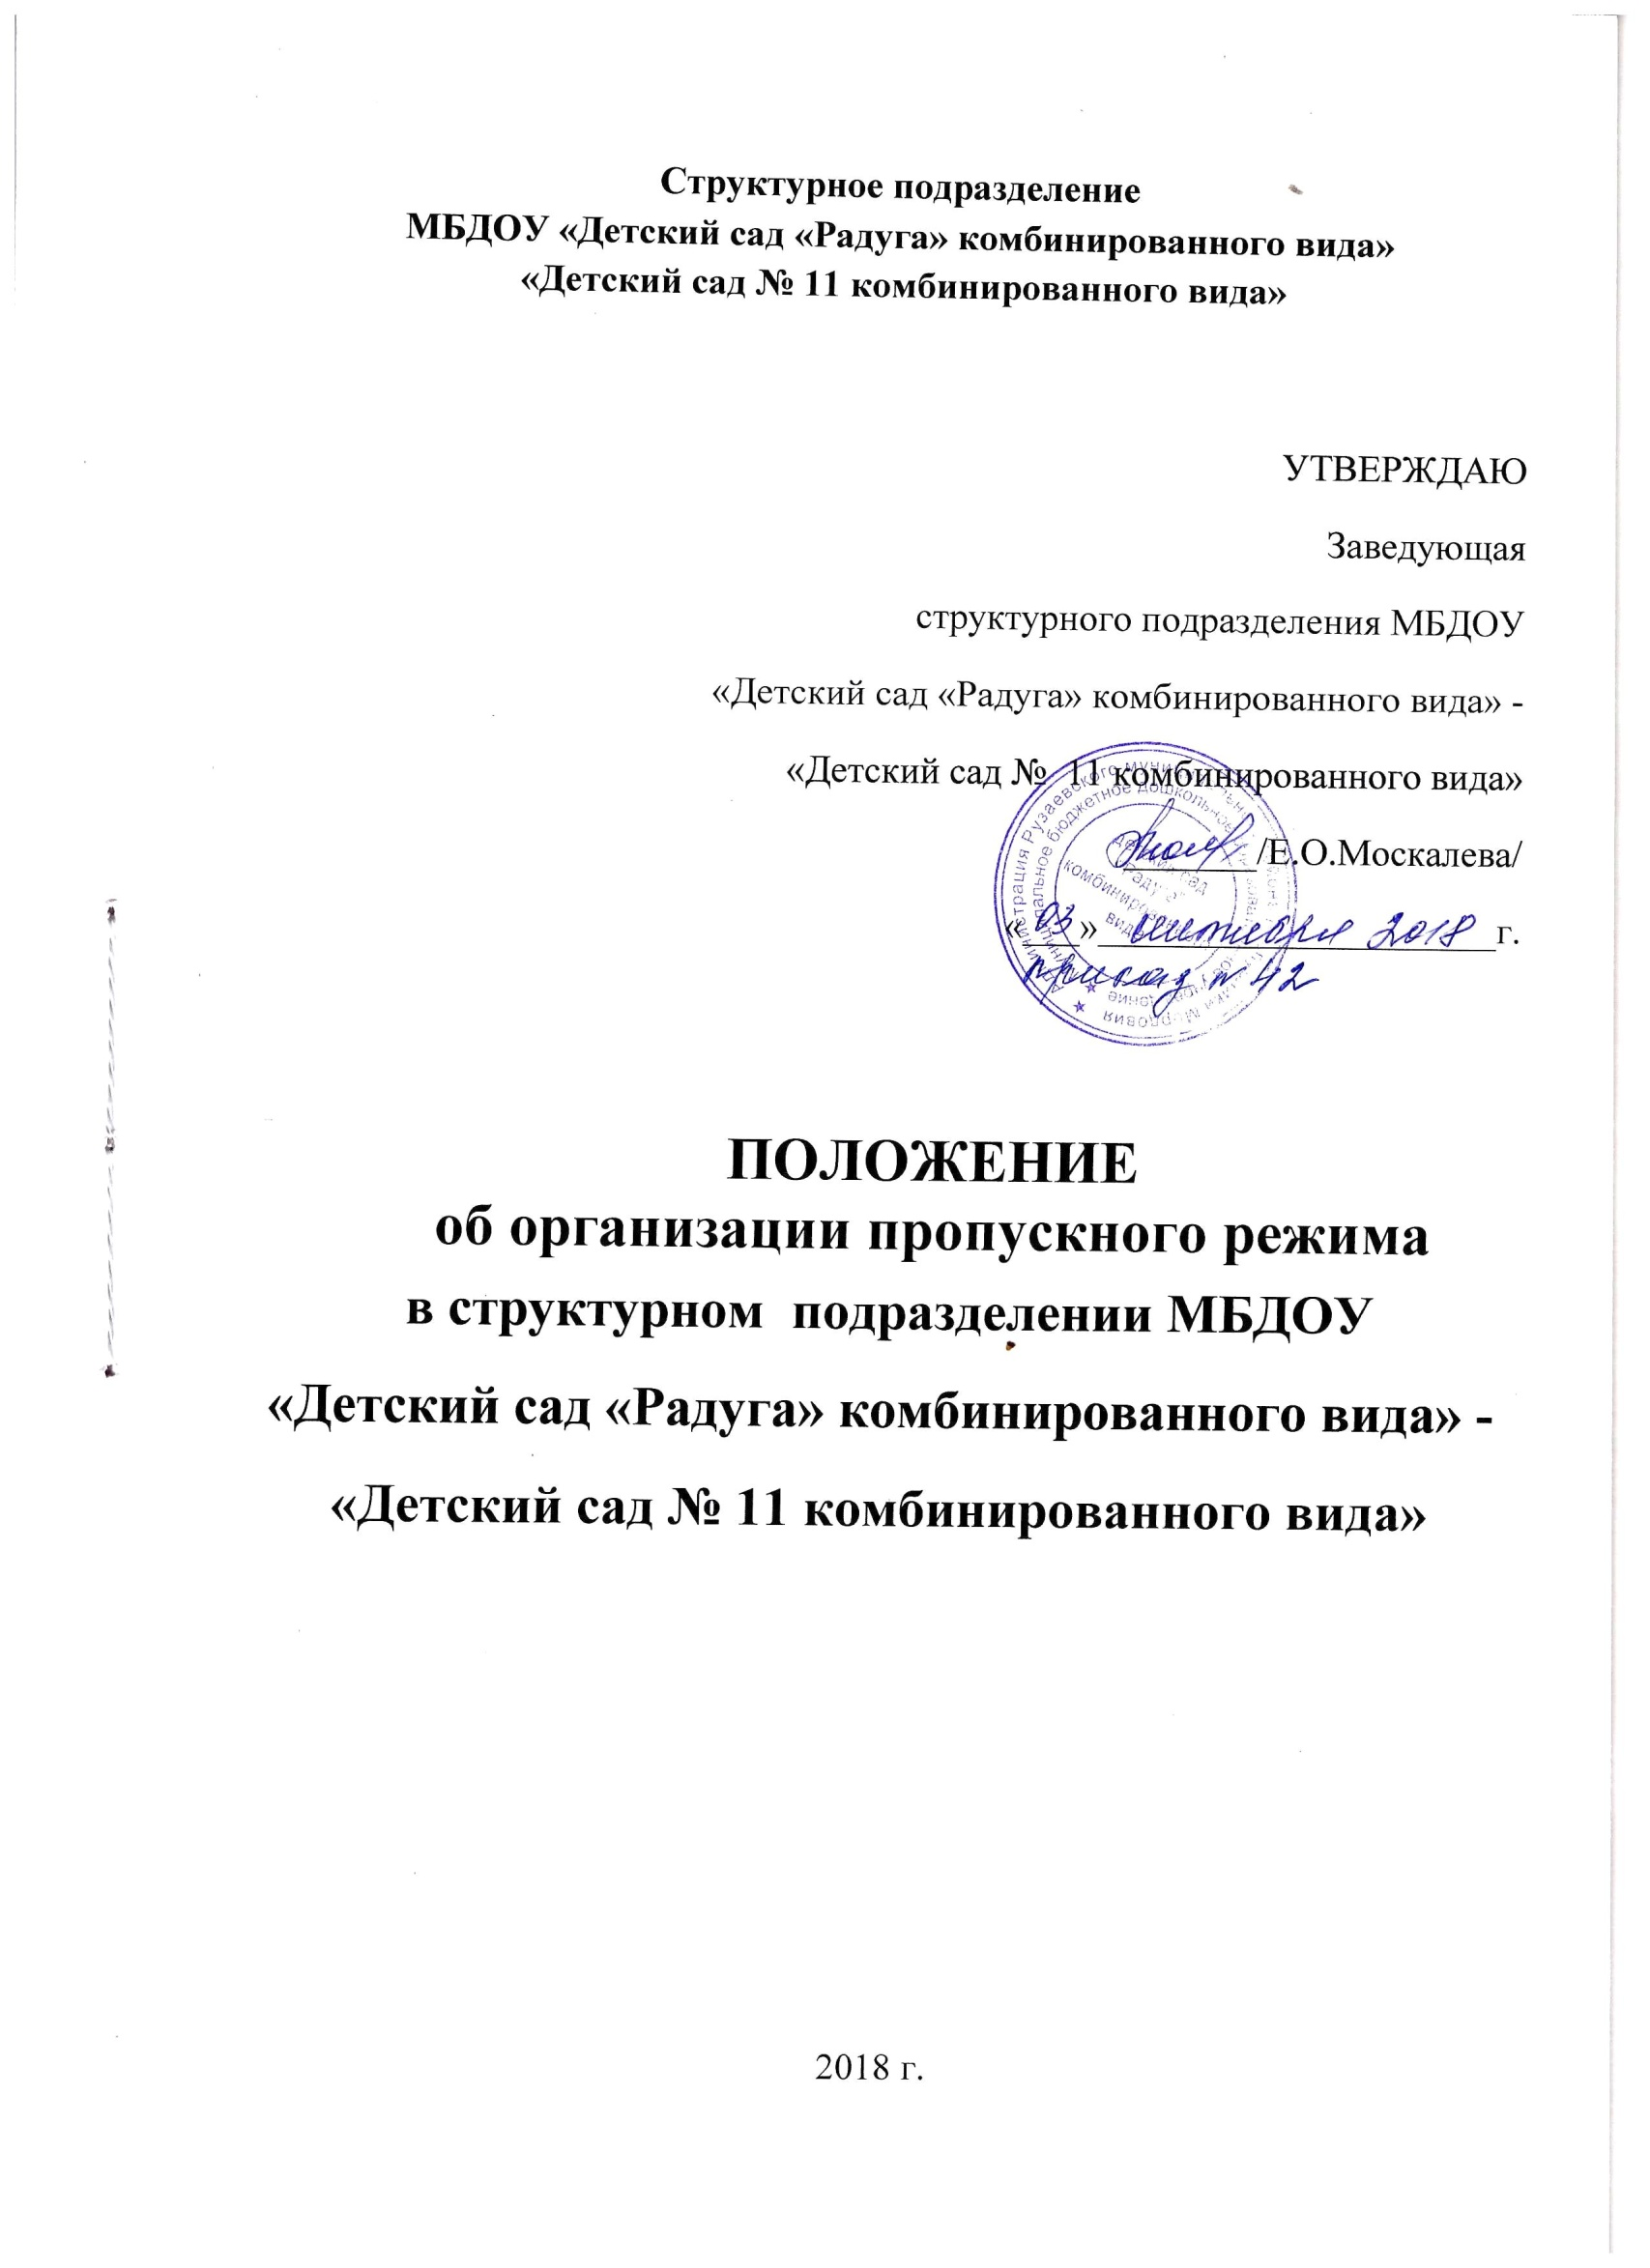 Структурное подразделение
МБДОУ «Детский сад «Радуга» комбинированного вида»
«Детский сад № 11 комбинированного вида»
УТВЕРЖДАЮ
Заведующая
структурного подразделения МБДОУ
«Детский сад «Радуга» комбинированного вида» -
«Детский сад № 11 комбинированного вида»
/Е.О.Москалева/
«03» сентября 2018 г.
приказ № 42
ПОЛОЖЕНИЕ
об организации пропускного режима
в структурном подразделении МБДОУ
«Детский сад «Радуга» комбинированного вида» -
«Детский сад № 11 комбинированного вида»
2018 г.